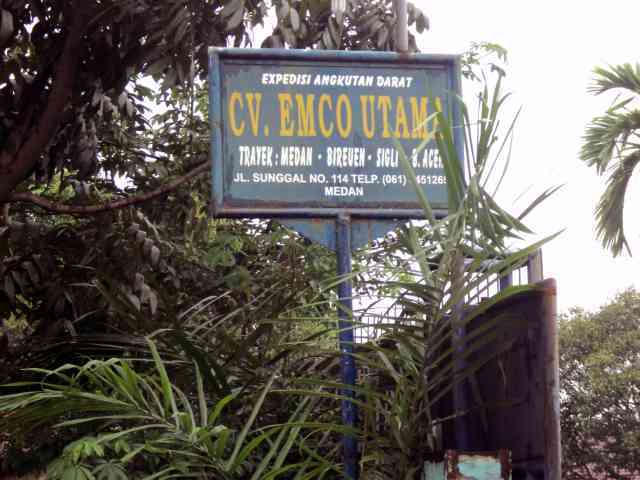 EXPEDISI ANGKUTAN DARAT
CV. EMCO UTAMA
TRAYEK : MEDAN - BIREUEN - SIGLI - B. ACEH
JL. SUNGGAL NO. 114 TELP. (061)
MEDAN